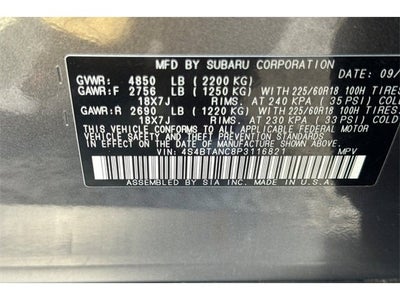 MFD BY SUBARU CORPORATION
GVWR: 4850 LB (2200 KG) DATE: 09/
GAWR:F 2756 LB (1250 KG) WITH 225/60R18 100H TIRES
18X7J RIMS, AT 240 KPA ( 35 PSI) COLD
GAWR:R 2690 LB (1220 KG) WITH 225/60R18 100H TIRES
18X7J RIMS, AT 230 KPA ( 33 PSI) COLD
THIS VEHICLE CONFORMS TO ALL APPLICABLE FEDERAL MOTOR
VEHICLE SAFETY, BUMPER, AND THEFT PREVENTION
STANDARDS IN EFFECT ON THE DATE OF MANUFACTURE SHOWN ABOVE.
VIN: 4S4BTANC8P3116821 MPV
ASSEMBLED BY SIA INC. MADE IN U.S.A.